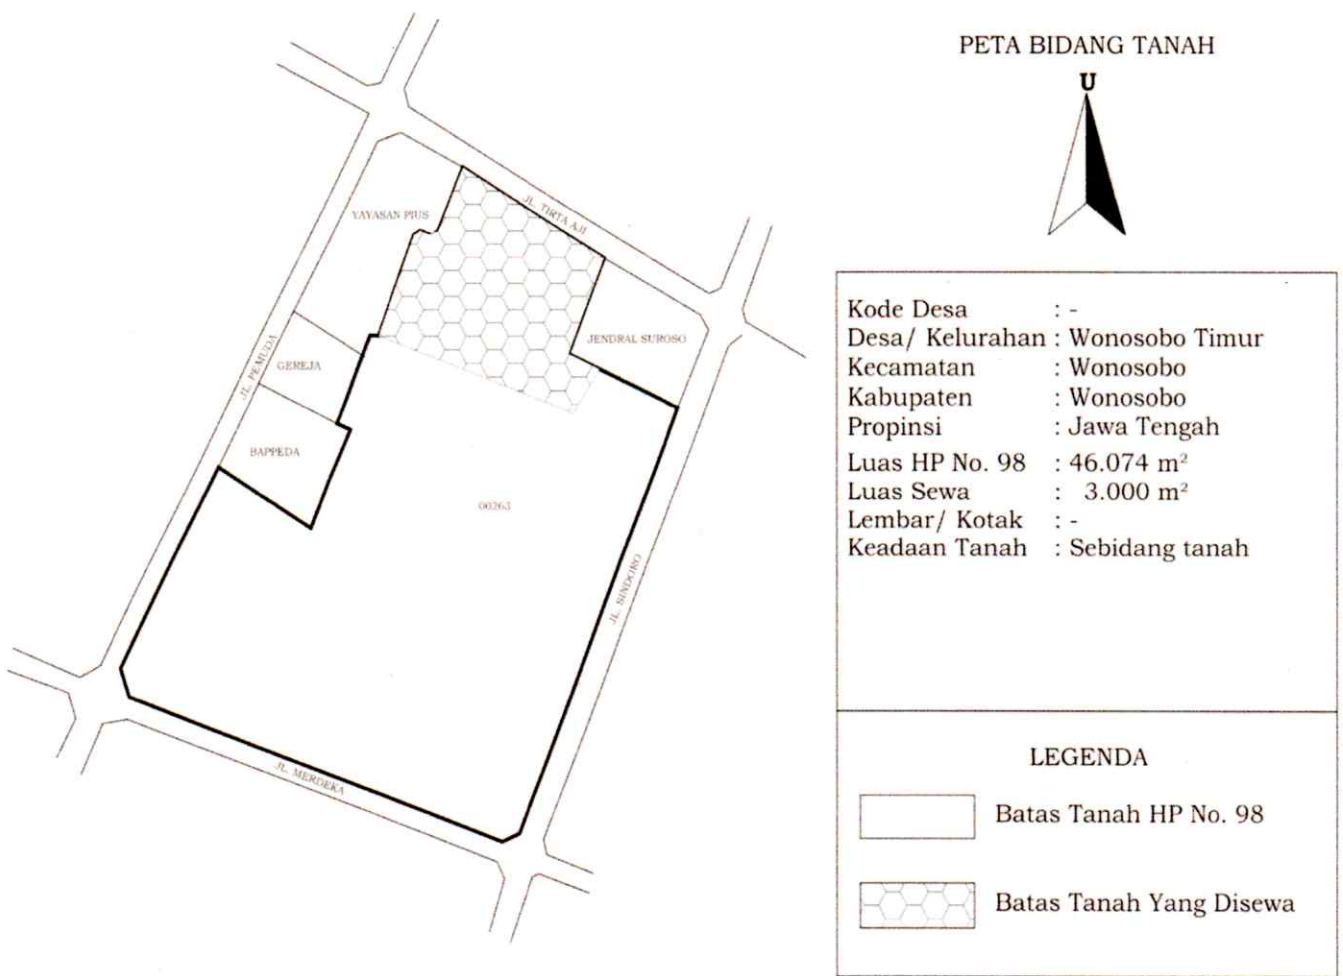 PETA BIDANG TANAH
U
JL. TIRTA AJI
YAYASAN PIUS
JENDRAL SUROSO
JL. PEMUDA
GEREJA
BAPPEDA
00263
JL. SINDORO
JL. MERDEKA
Kode Desa : -
Desa/ Kelurahan : Wonosobo Timur
Kecamatan : Wonosobo
Kabupaten : Wonosobo
Propinsi : Jawa Tengah
Luas HP No. 98 : 46.074 m²
Luas Sewa : 3.000 m²
Lembar/ Kotak : -
Keadaan Tanah : Sebidang tanah
LEGENDA
Batas Tanah HP No. 98
Batas Tanah Yang Disewa